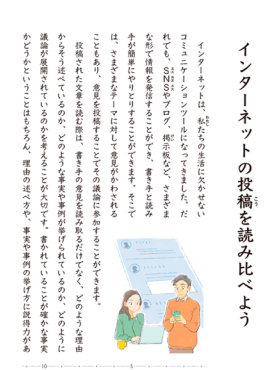 インターネットの投稿を読み比べよう
こう
インターネットは、私たちの生活に欠かせない
わたし
コミュニケーションツールになってきました。だ
れでも、SNSやブログ、掲示板など、さまざま
けい
な形で情報を発信することができ、書き手と読み
手が簡単にやりとりすることができます。そこで
は、さまざまなテーマに対して意見がかわされる
こともあり、意見を投稿することでその議論に参加することができます。
投稿された文章を読む際は、書き手の意見を読み取るだけでなく、どのような理由
からそう述べているのか、どのような事実や事例が挙げられているのか、どのように
議論が展開されているのかを考えることが大切です。書かれていることが確かな事実
かどうかということはもちろん、理由の述べ方や、事実や事例の挙げ方に説得力があ
10
5